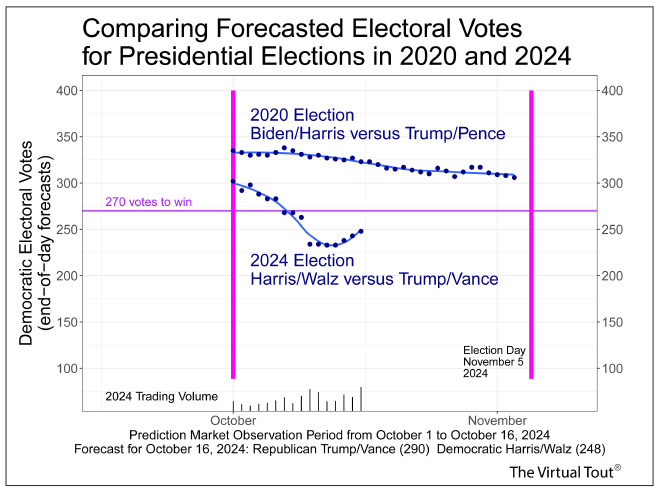 Comparing Forecasted Electoral Votes
for Presidential Elections in 2020 and 2024
Democratic Electoral Votes
(end−of−day forecasts)
400
350
300
250
200
150
100
400
350
300
250
200
150
100
2020 Election
Biden/Harris versus Trump/Pence
270 votes to win
2024 Election
Harris/Walz versus Trump/Vance
Election Day
November 5
2024
2024 Trading Volume
October
November
Prediction Market Observation Period from October 1 to October 16, 2024
Forecast for October 16, 2024: Republican Trump/Vance (290) Democratic Harris/Walz (248)
The Virtual Tout®